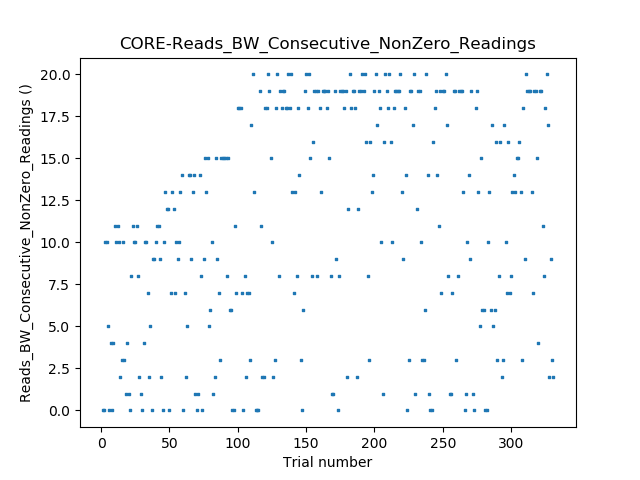 CORE-Reads_BW_Consecutive_NonZero_Readings
Reads_BW_Consecutive_NonZero_Readings ()
20.0
17.5
15.0
12.5
10.0
7.5
5.0
2.5
0.0
0 50 100 150 200 250 300
Trial number